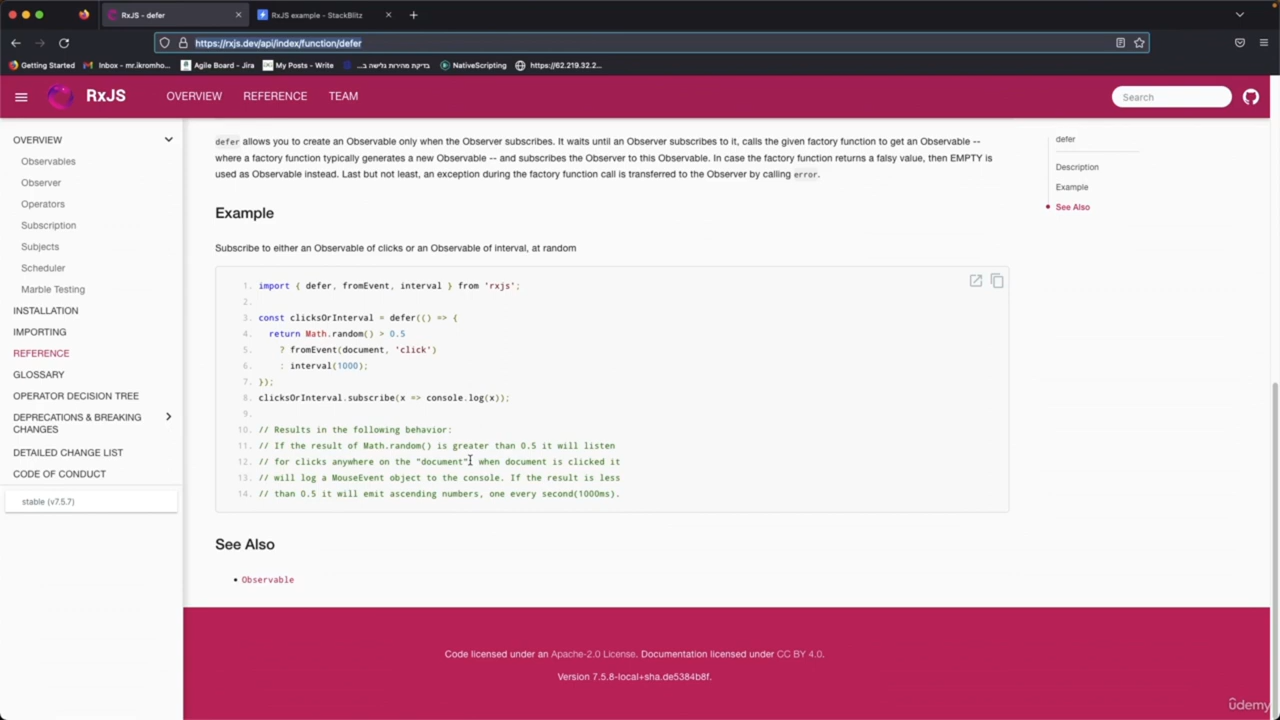 RxJS - defer
RxJS example - StackBlitz
https://rxjs.dev/api/index/function/defer
Getting Started
Inbox - mr.ikromho...
Agile Board - Jira
My Posts - Write
בדיקת מהירות גלישה ב...
NativeScripting
https://62.219.32.2...
RxJS
OVERVIEW
REFERENCE
TEAM
Search
OVERVIEW
Observables
Observer
Operators
Subscription
Subjects
Scheduler
Marble Testing
INSTALLATION
IMPORTING
REFERENCE
GLOSSARY
OPERATOR DECISION TREE
DEPRECATIONS & BREAKING
CHANGES
DETAILED CHANGE LIST
CODE OF CONDUCT
stable (v7.5.7)
defer allows you to create an Observable only when the Observer subscribes. It waits until an Observer subscribes to it, calls the given factory function to get an Observable --
where a factory function typically generates a new Observable -- and subscribes the Observer to this Observable. In case the factory function returns a falsy value, then EMPTY is
used as Observable instead. Last but not least, an exception during the factory function call is transferred to the Observer by calling error.
Example
Subscribe to either an Observable of clicks or an Observable of interval, at random
1. import { defer, fromEvent, interval } from 'rxjs';
2.
3. const clicksOrInterval = defer(() => {
4. return Math.random() > 0.5
5. ? fromEvent(document, 'click')
6. : interval(1000);
7. });
8. clicksOrInterval.subscribe(x => console.log(x));
9.
10. // Results in the following behavior:
11. // If the result of Math.random() is greater than 0.5 it will listen
12. // for clicks anywhere on the "document"; when document is clicked it
13. // will log a MouseEvent object to the console. If the result is less
14. // than 0.5 it will emit ascending numbers, one every second(1000ms).
See Also
• Observable
defer
Description
Example
See Also
Code licensed under an Apache-2.0 License. Documentation licensed under CC BY 4.0.
Version 7.5.8-local+sha.de5384b8f.
ûdemy